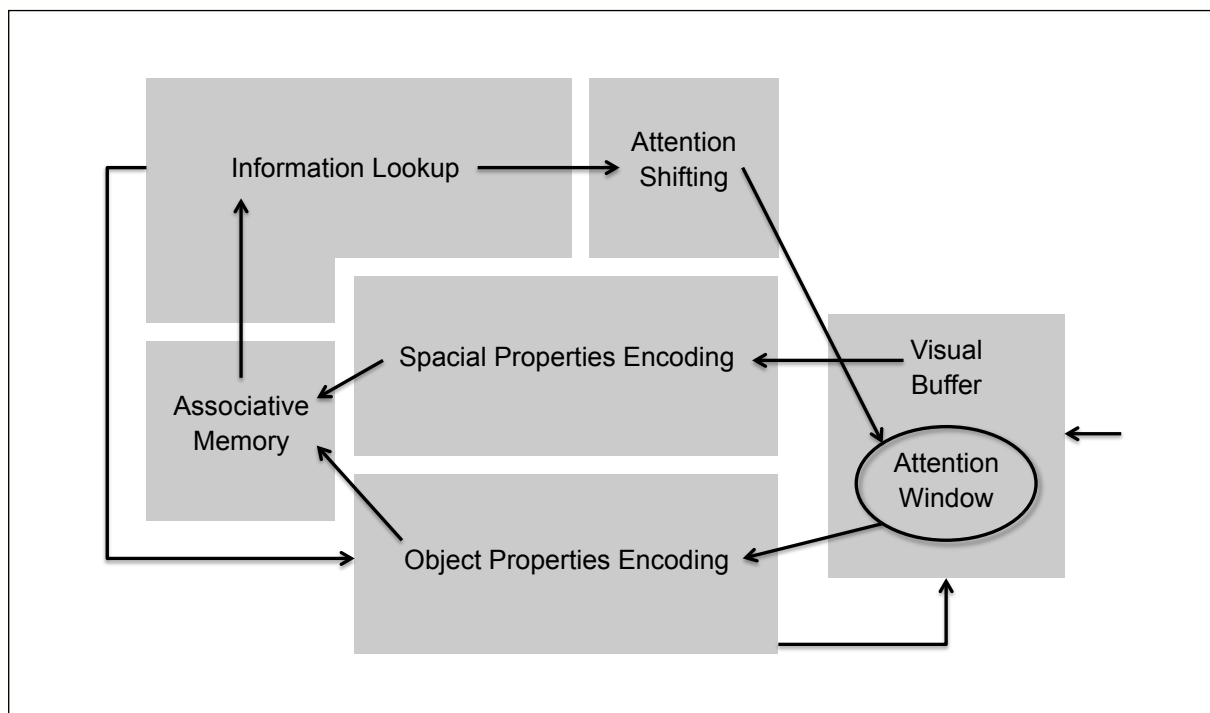 Information Lookup
Attention
Shifting
Spacial Properties Encoding
Visual
Buffer
Associative
Memory
Attention
Window
Object Properties Encoding